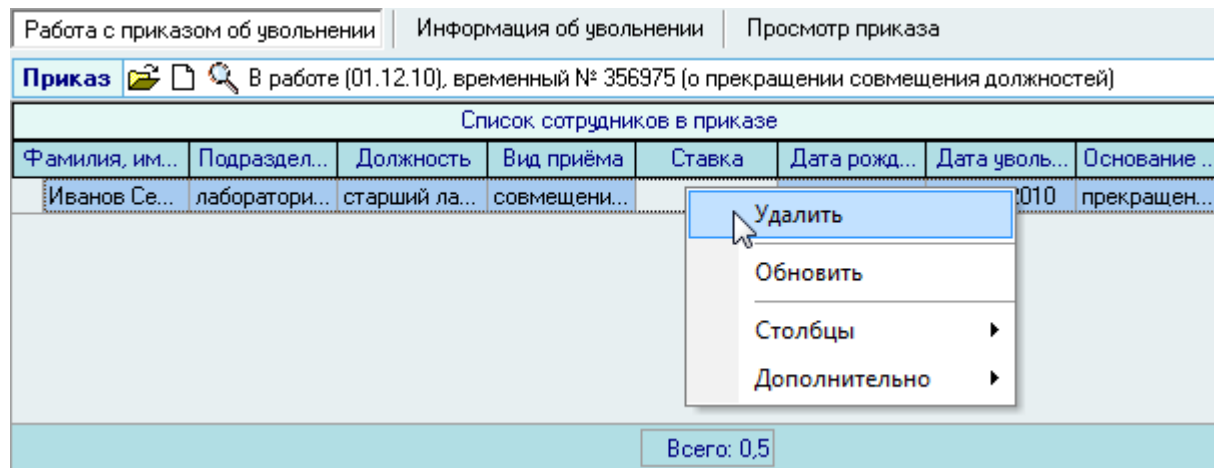 Работа с приказом об увольнении Информация об увольнении Просмотр приказа
Приказ В работе (01.12.10), временный № 356975 (о прекращении совмещения должностей)
Список сотрудников в приказе
Фамилия, им... Подраздел... Должность Вид приёма Ставка Дата рожд... Дата уволь... Основание ...
Иванов Се... лаборатори... старший ла... совмещени... 2010 прекращен...
Удалить
Обновить
Столбцы
Дополнительно
Всего: 0,5